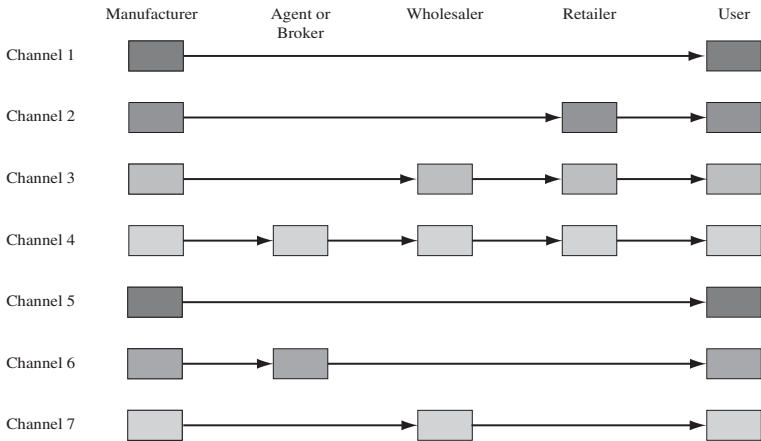 Manufacturer Agent or Wholesaler Retailer User
Broker
Channel 1
Channel 2
Channel 3
Channel 4
Channel 5
Channel 6
Channel 7